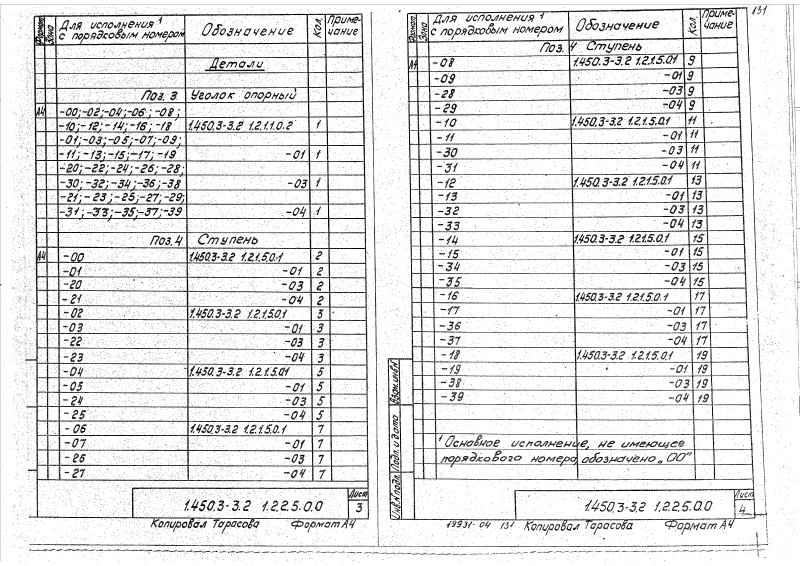 Формат Зона Для исполнения ¹ с порядковым номером Обозначение Кол. Примечание
Детали
Поз. 3 Уголок опорный
А4 -00; -02; -04; -06; -08;
-10; -12; -14; -16; -18 1.450.3-3.2 1.2.1.1.0.2 1
-01; -03; -05; -07; -09;
-11; -13; -15; -17; -19 -01 1
-20; -22; -24; -26; -28;
-30; -32; -34; -36; -38 -03 1
-21; -23; -25; -27; -29;
-31; -33; -35; -37; -39 -04 1
Поз. 4 Ступень
А4 -00 1.450.3-3.2 1.2.1.5.0.1 2
-01 -01 2
-20 -03 2
-21 -04 2
-02 1.450.3-3.2 1.2.1.5.0.1 3
-03 -01 3
-22 -03 3
-23 -04 3
-04 1.450.3-3.2 1.2.1.5.0.1 5
-05 -01 5
-24 -03 5
-25 -04 5
-06 1.450.3-3.2 1.2.1.5.0.1 7
-07 -01 7
-26 -03 7
-27 -04 7
1.450.3-3.2 1.2.2.5.0.0 Лист 3
Копировал Тарасова Формат А4
131
Формат Зона Для исполнения ¹ с порядковым номером Обозначение Кол. Примечание
Поз. 4 Ступень
А4 -08 1.450.3-3.2 1.2.1.5.0.1 9
-09 -01 9
-28 -03 9
-29 -04 9
-10 1.450.3-3.2 1.2.1.5.0.1 11
-11 -01 11
-30 -03 11
-31 -04 11
-12 1.450.3-3.2 1.2.1.5.0.1 13
-13 -01 13
-32 -03 13
-33 -04 13
-14 1.450.3-3.2 1.2.1.5.0.1 15
-15 -01 15
-34 -03 15
-35 -04 15
-16 1.450.3-3.2 1.2.1.5.0.1 17
-17 -01 17
-36 -03 17
-37 -04 17
-18 1.450.3-3.2 1.2.1.5.0.1 19
-19 -01 19
-38 -03 19
-39 -04 19
¹ Основное исполнение, не имеющее
порядкового номера, обозначено „00"
Взам. инв. №
Подп. и дата
Инв. № подл.
1.450.3-3.2 1.2.2.5.0.0 Лист 4
19931-04 131 Копировал Тарасова Формат А4